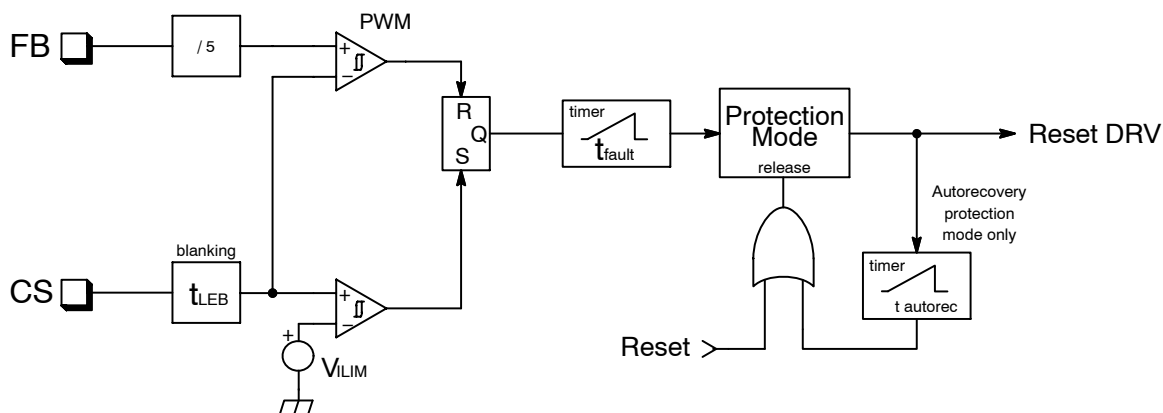 PWM
FB
/ 5
+
−
R
Q
S
timer
tfault
Protection
Mode
release
Reset DRV
Autorecovery
protection
mode only
blanking
CS
tLEB
+
−
+
VILIM
timer
t autorec
Reset